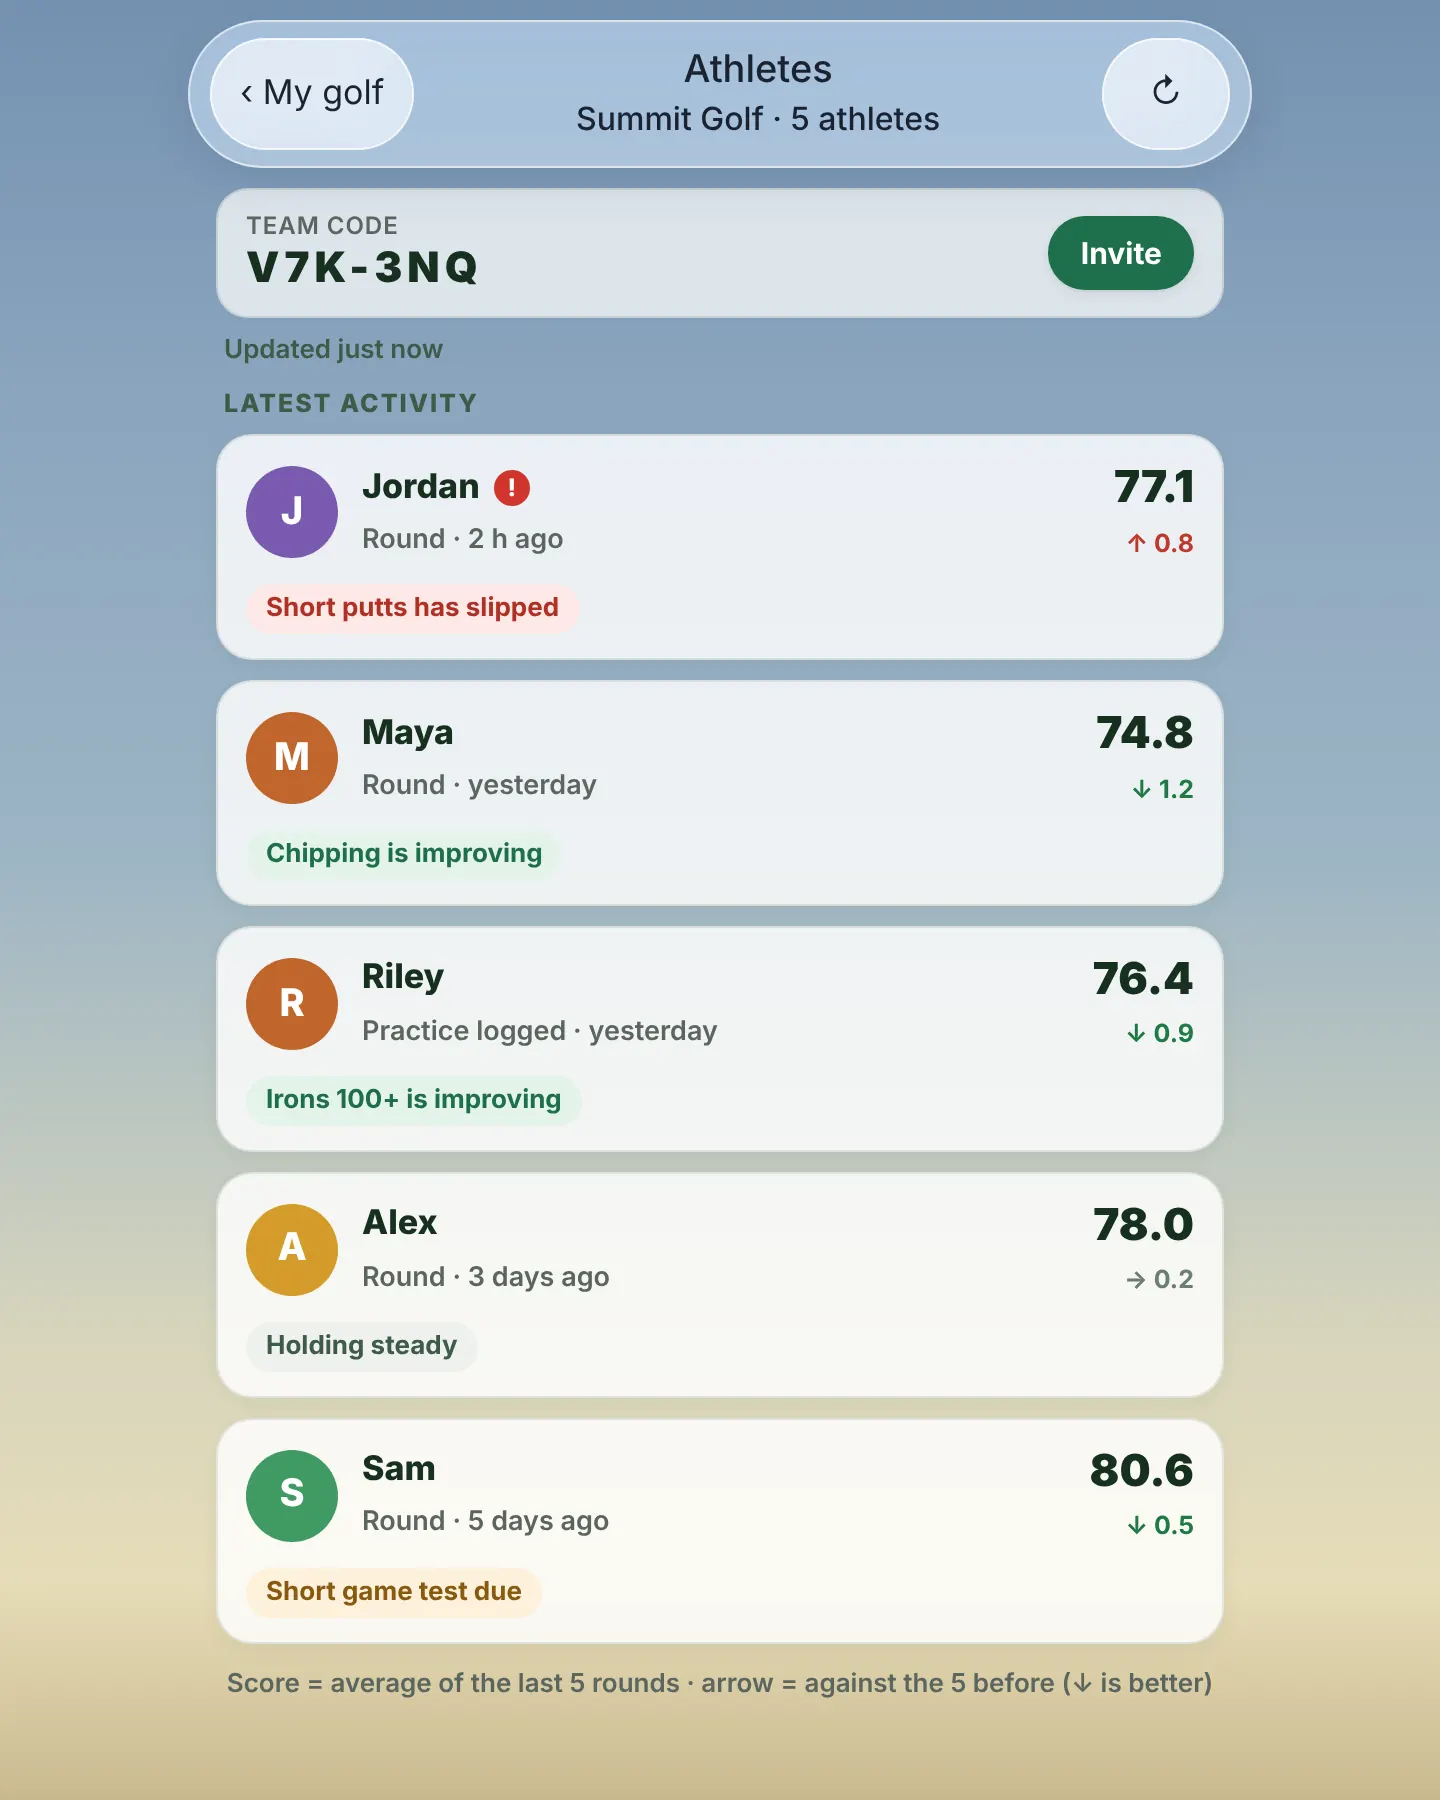 ‹ My golf
Athletes
Summit Golf · 5 athletes
↻
TEAM CODE
V7K-3NQ
Invite
Updated just now
LATEST ACTIVITY
J
Jordan !
77.1
Round · 2 h ago
↑ 0.8
Short putts has slipped
M
Maya
74.8
Round · yesterday
↓ 1.2
Chipping is improving
R
Riley
76.4
Practice logged · yesterday
↓ 0.9
Irons 100+ is improving
A
Alex
78.0
Round · 3 days ago
→ 0.2
Holding steady
S
Sam
80.6
Round · 5 days ago
↓ 0.5
Short game test due
Score = average of the last 5 rounds · arrow = against the 5 before (↓ is better)